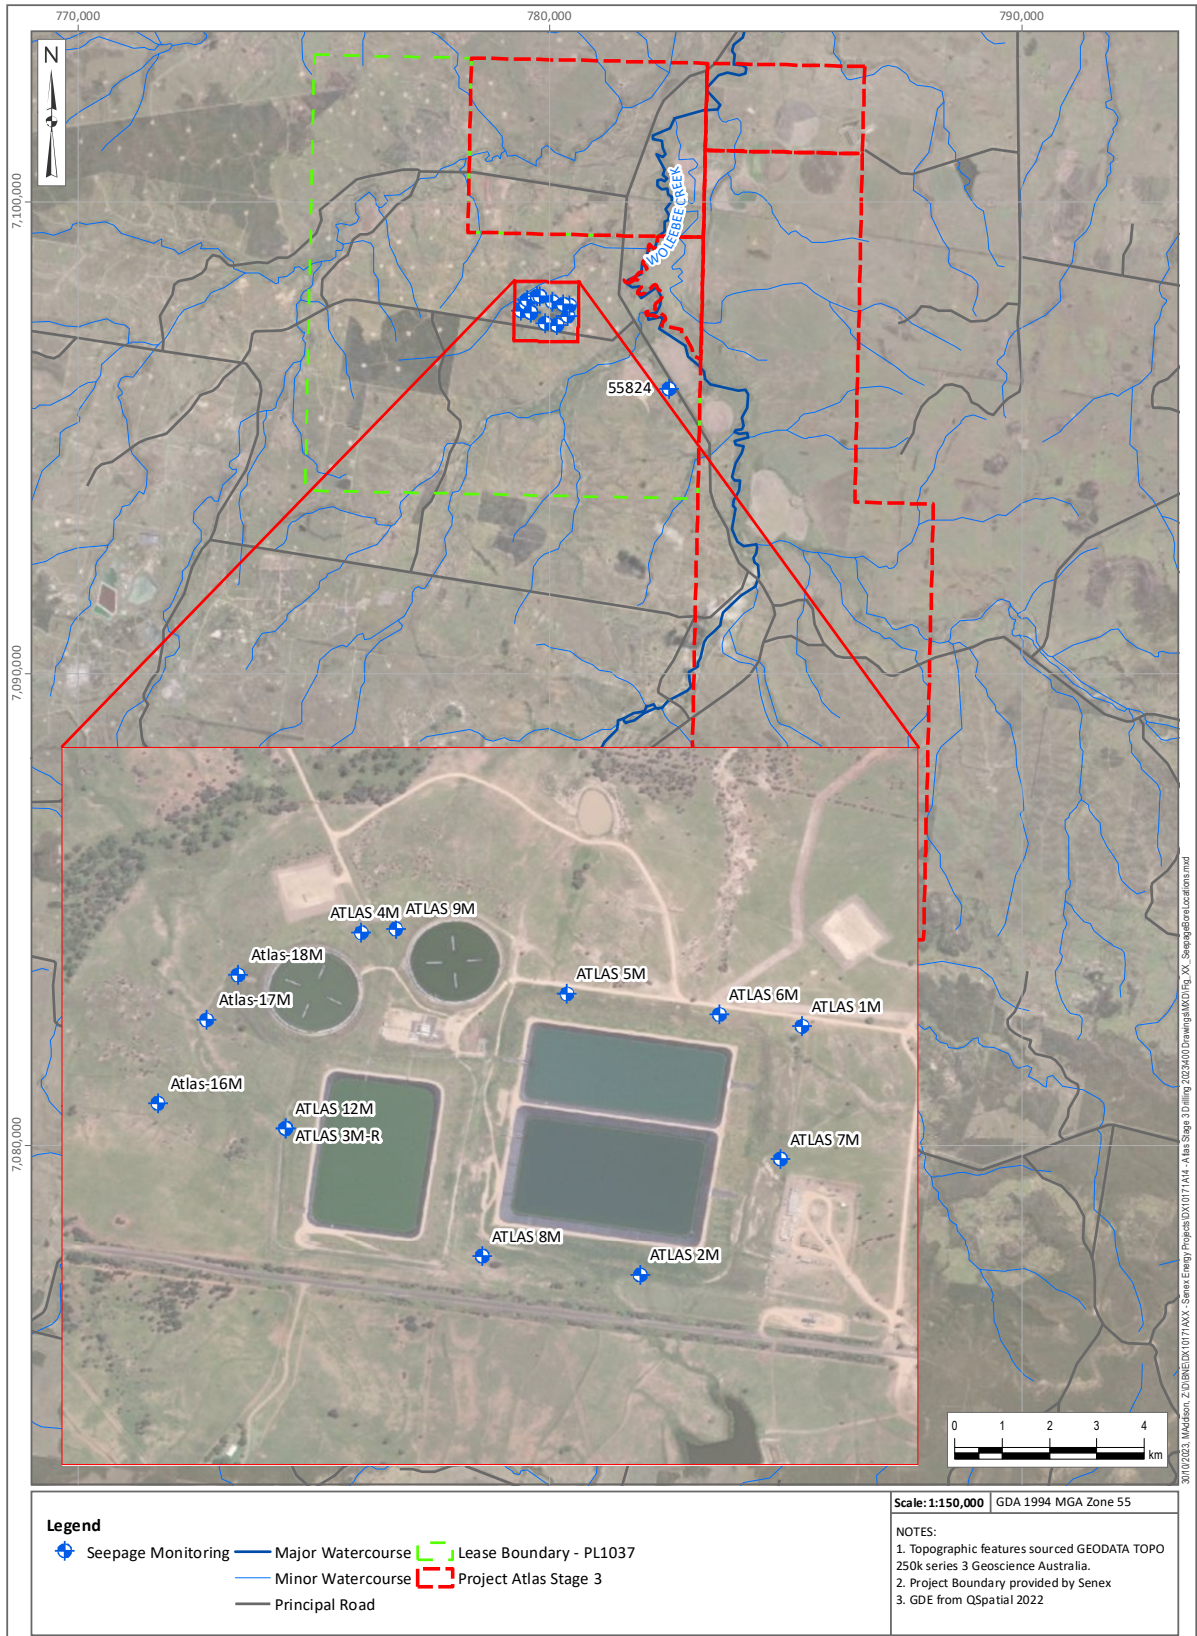 770,000
780,000
790,000
N
7,100,000
7,090,000
7,080,000
WOLEEBEE CREEK
55824
ATLAS 4M
ATLAS 9M
Atlas-18M
ATLAS 5M
Atlas-17M
ATLAS 6M
ATLAS 1M
Atlas-16M
ATLAS 12M
ATLAS 3M-R
ATLAS 7M
ATLAS 8M
ATLAS 2M
0 1 2 3 4
km
Legend
Seepage Monitoring
Major Watercourse
Minor Watercourse
Principal Road
Lease Boundary - PL1037
Project Atlas Stage 3
Scale: 1:150,000
GDA 1994 MGA Zone 55
NOTES:
1. Topographic features sourced GEODATA TOPO
250k series 3 Geoscience Australia.
2. Project Boundary provided by Senex
3. GDE from QSpatial 2022